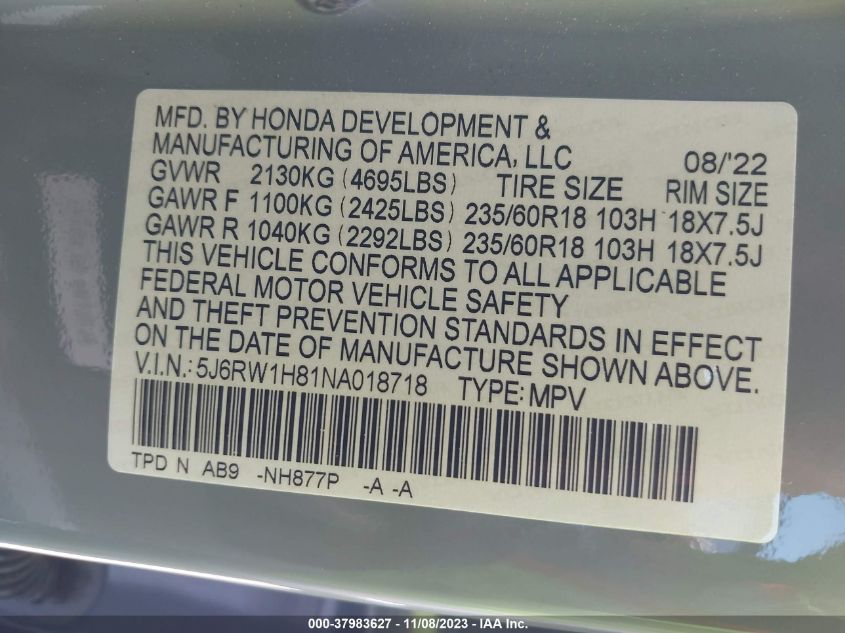 MFD. BY HONDA DEVELOPMENT &
MANUFACTURING OF AMERICA, LLC 08/'22
GVWR 2130KG (4695LBS) TIRE SIZE RIM SIZE
GAWR F 1100KG (2425LBS) 235/60R18 103H 18X7.5J
GAWR R 1040KG (2292LBS) 235/60R18 103H 18X7.5J
THIS VEHICLE CONFORMS TO ALL APPLICABLE
FEDERAL MOTOR VEHICLE SAFETY
AND THEFT PREVENTION STANDARDS IN EFFECT
ON THE DATE OF MANUFACTURE SHOWN ABOVE.
V.I.N.: 5J6RW1H81NA018718 TYPE: MPV
TPD N AB9 -NH877P -A -A
000-37983627 - 11/08/2023 - IAA Inc.